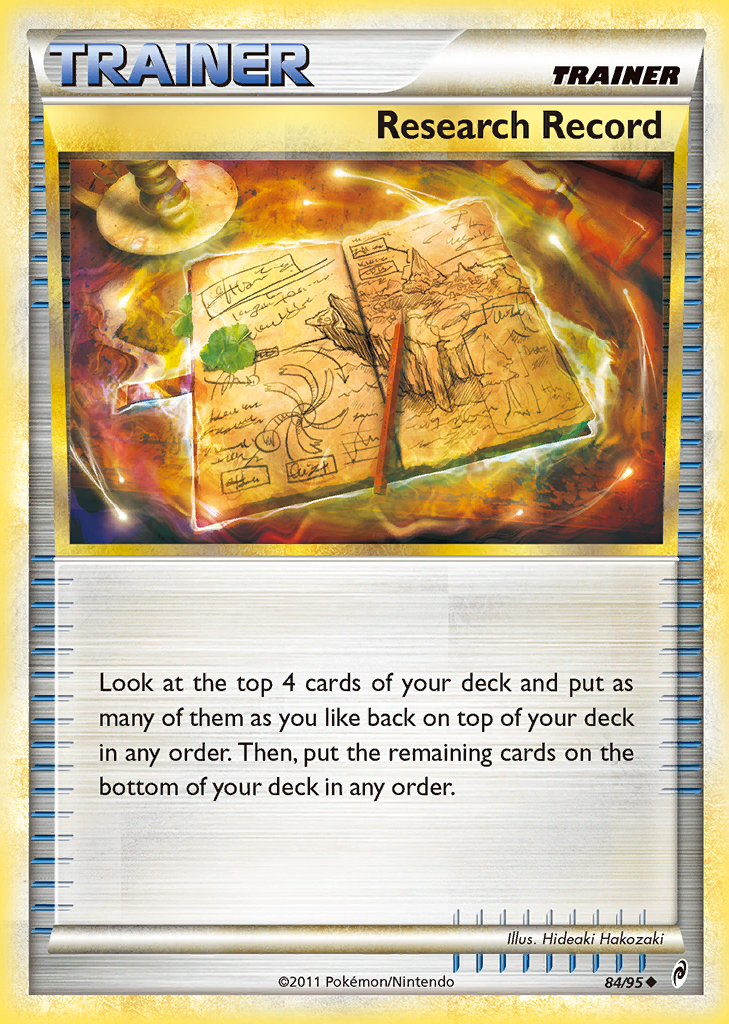 TRAINER
TRAINER
Research Record
Look at the top 4 cards of your deck and put as
many of them as you like back on top of your deck
in any order. Then, put the remaining cards on the
bottom of your deck in any order.
Illus. Hideaki Hakozaki
©2011 Pokémon/Nintendo
84/95